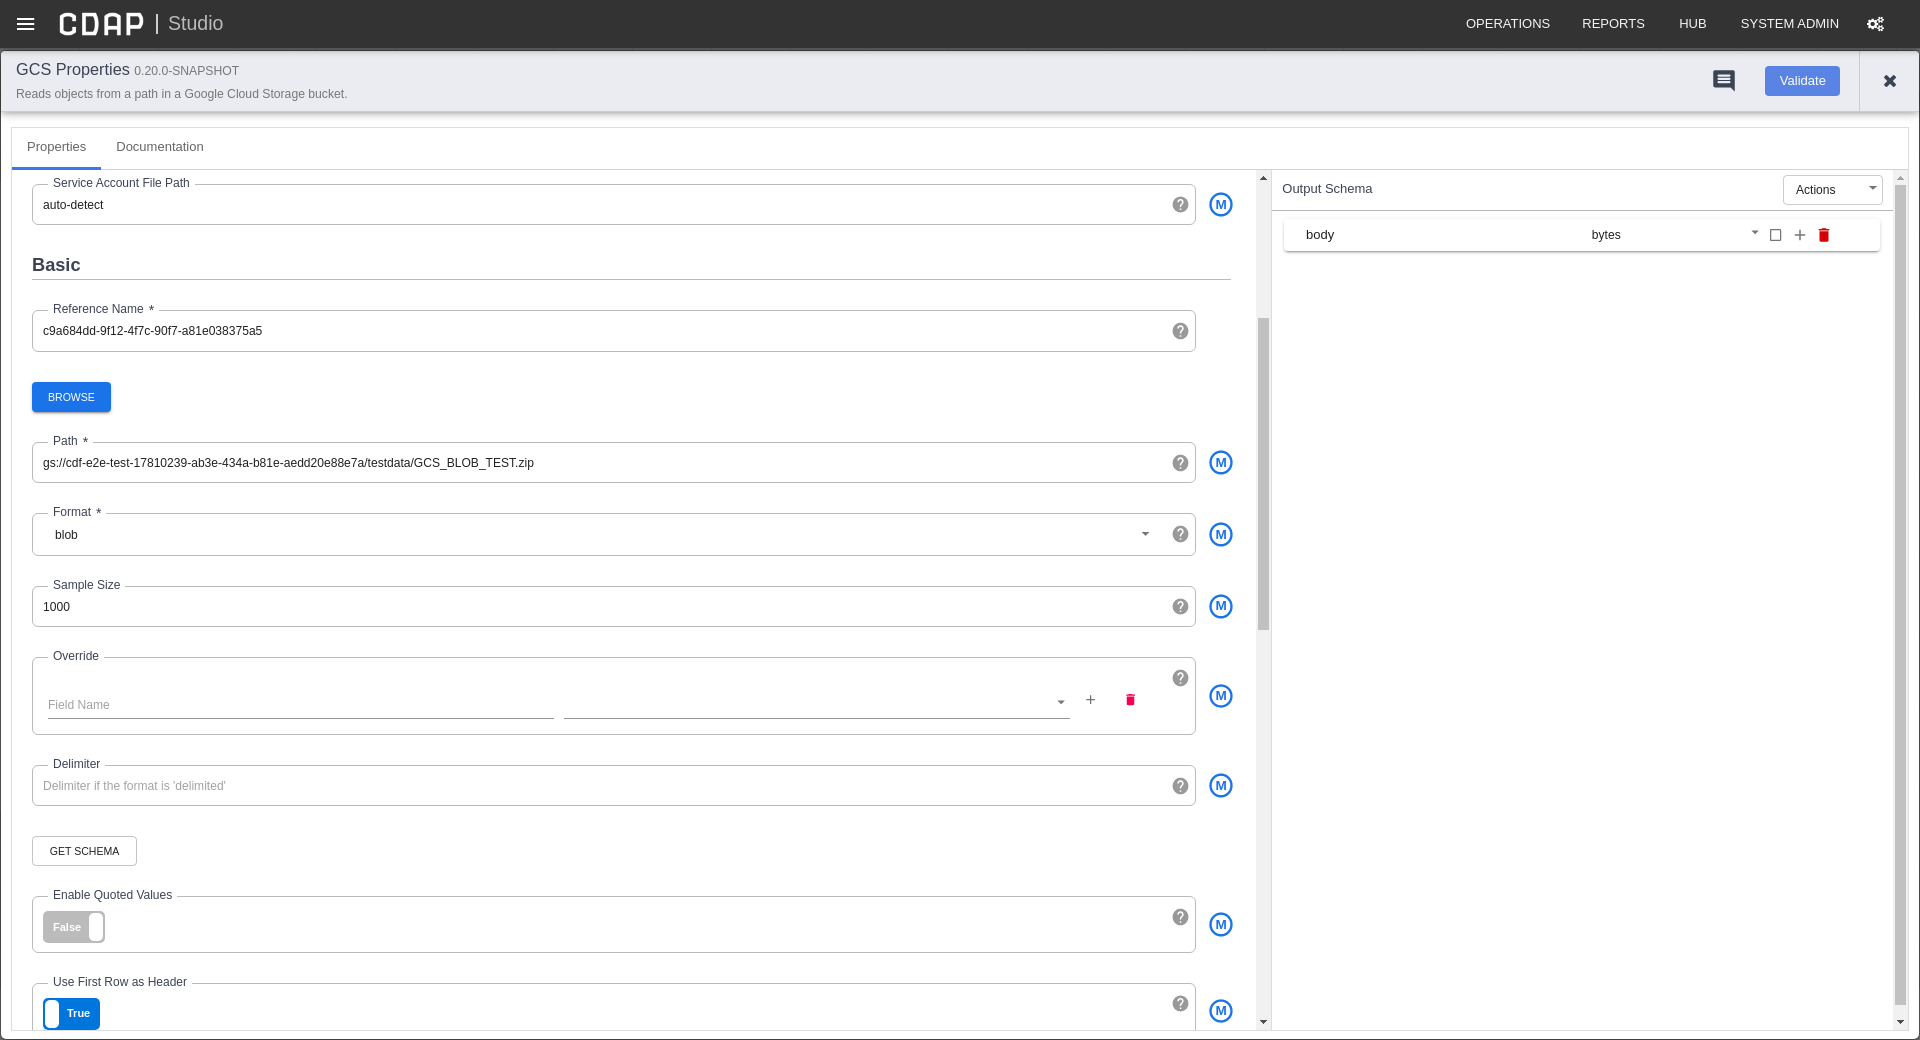 CDAP | Studio
OPERATIONS REPORTS HUB SYSTEM ADMIN
GCS Properties 0.20.0-SNAPSHOT
Reads objects from a path in a Google Cloud Storage bucket.
Validate
Properties Documentation
Service Account File Path
auto-detect
M
Basic
Reference Name *
c9a684dd-9f12-4f7c-90f7-a81e038375a5
BROWSE
Path *
gs://cdf-e2e-test-17810239-ab3e-434a-b81e-aedd20e88e7a/testdata/GCS_BLOB_TEST.zip
M
Format *
blob
M
Sample Size
1000
M
Override
Field Name
M
Delimiter
Delimiter if the format is 'delimited'
M
GET SCHEMA
Enable Quoted Values
False
M
Use First Row as Header
True
M
Output Schema
Actions
body bytes